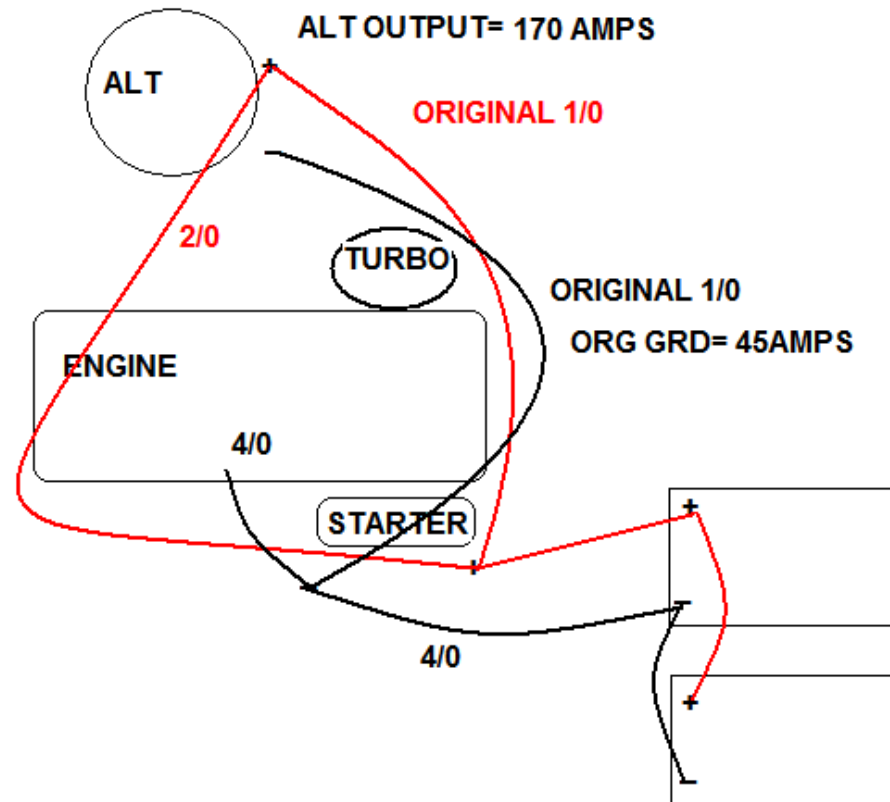 ALT OUTPUT= 170 AMPS
ALT
+
ORIGINAL 1/0
-
2/0
TURBO
ORIGINAL 1/0
ORG GRD= 45AMPS
ENGINE
4/0
STARTER
+
+
-
4/0
+
-